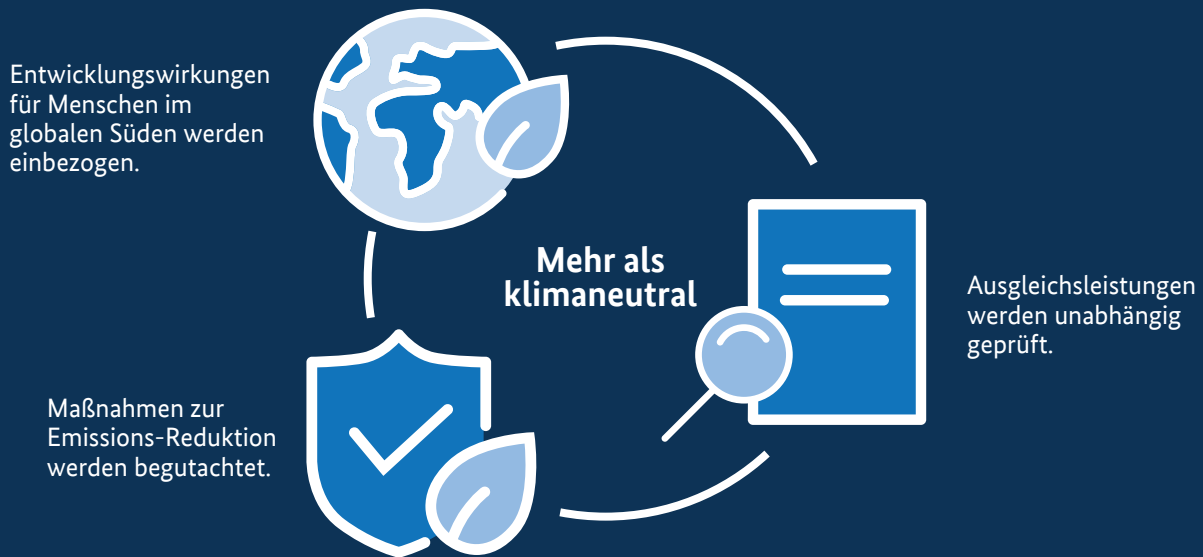 Entwicklungswirkungen
für Menschen im
globalen Süden werden
einbezogen.
Mehr als
klimaneutral
Ausgleichsleistungen
werden unabhängig
geprüft.
Maßnahmen zur
Emissions-Reduktion
werden begutachtet.